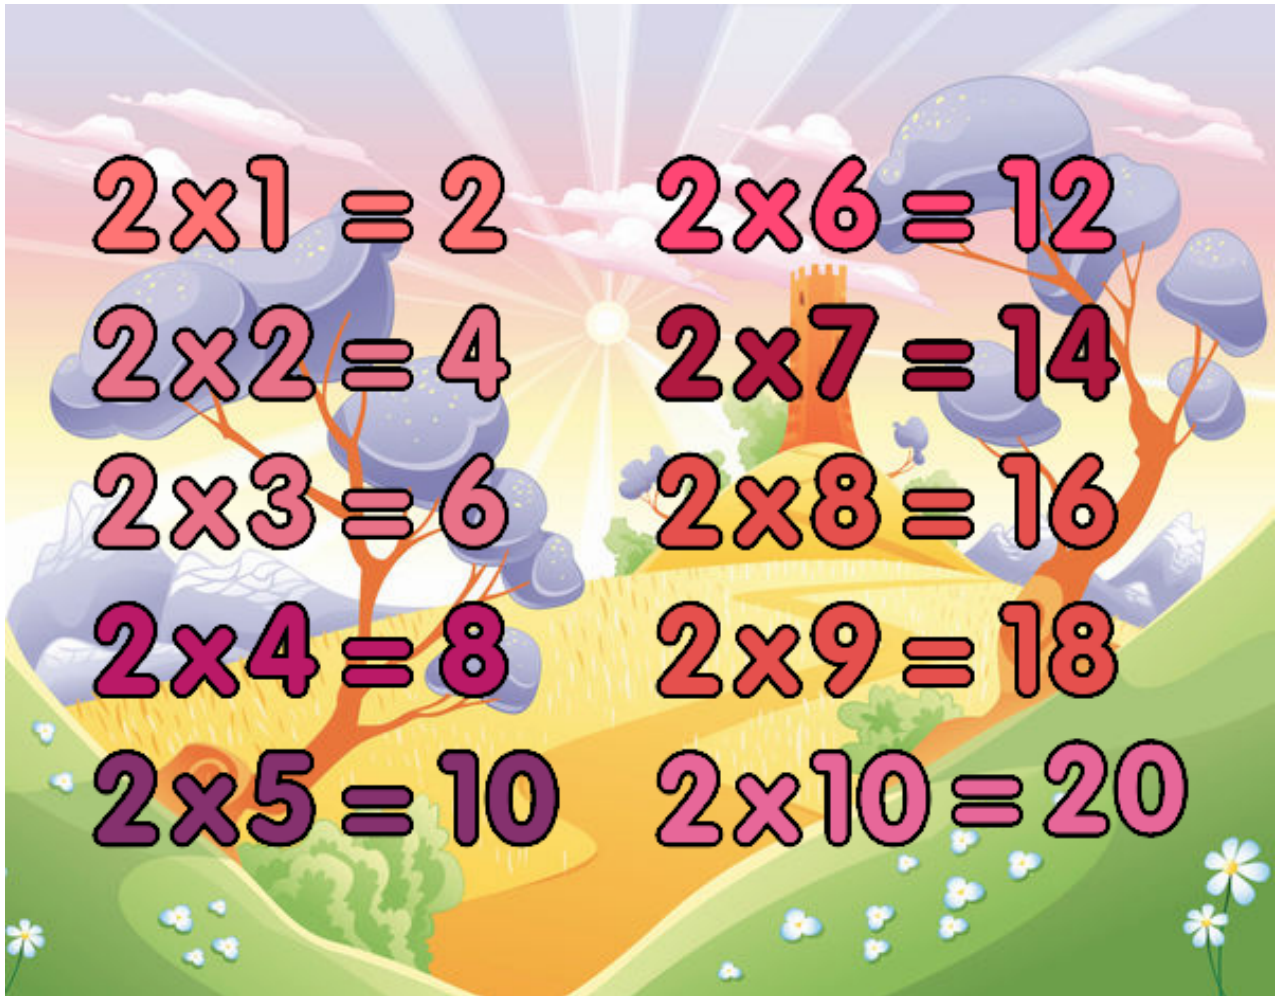 2x1 = 2
2x2 = 4
2x3 = 6
2x4 = 8
2x5 = 10
2x6 = 12
2x7 = 14
2x8 = 16
2x9 = 18
2x10 = 20